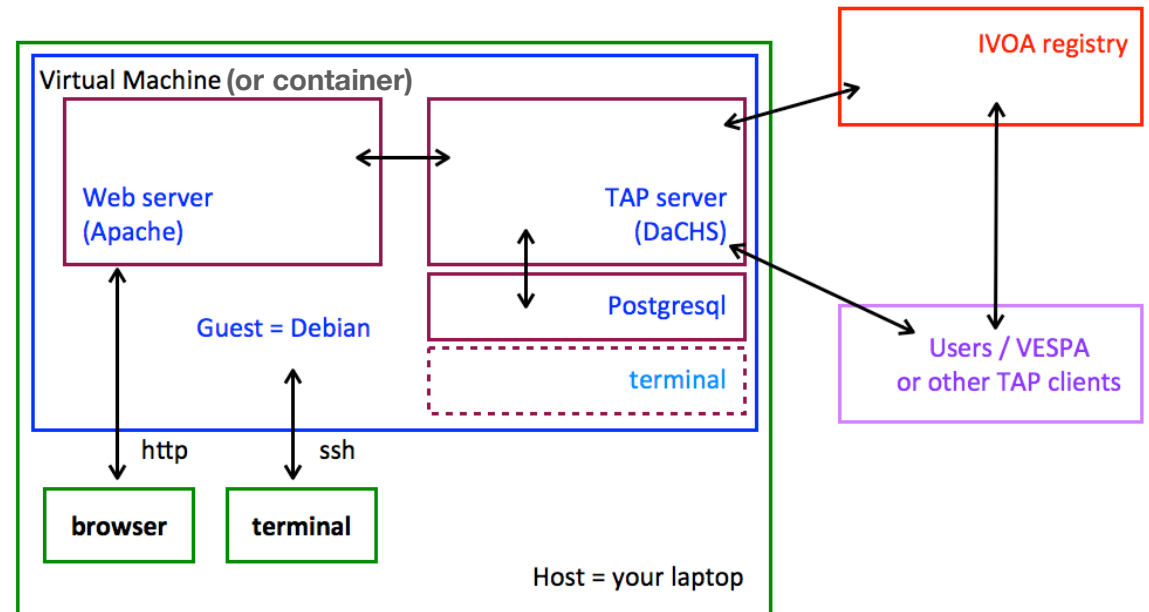 IVOA registry
Virtual Machine (or container)
Web server
(Apache)
TAP server
(DaCHS)
Postgresql
Guest = Debian
terminal
Users / VESPA
or other TAP clients
http
ssh
browser
terminal
Host = your laptop